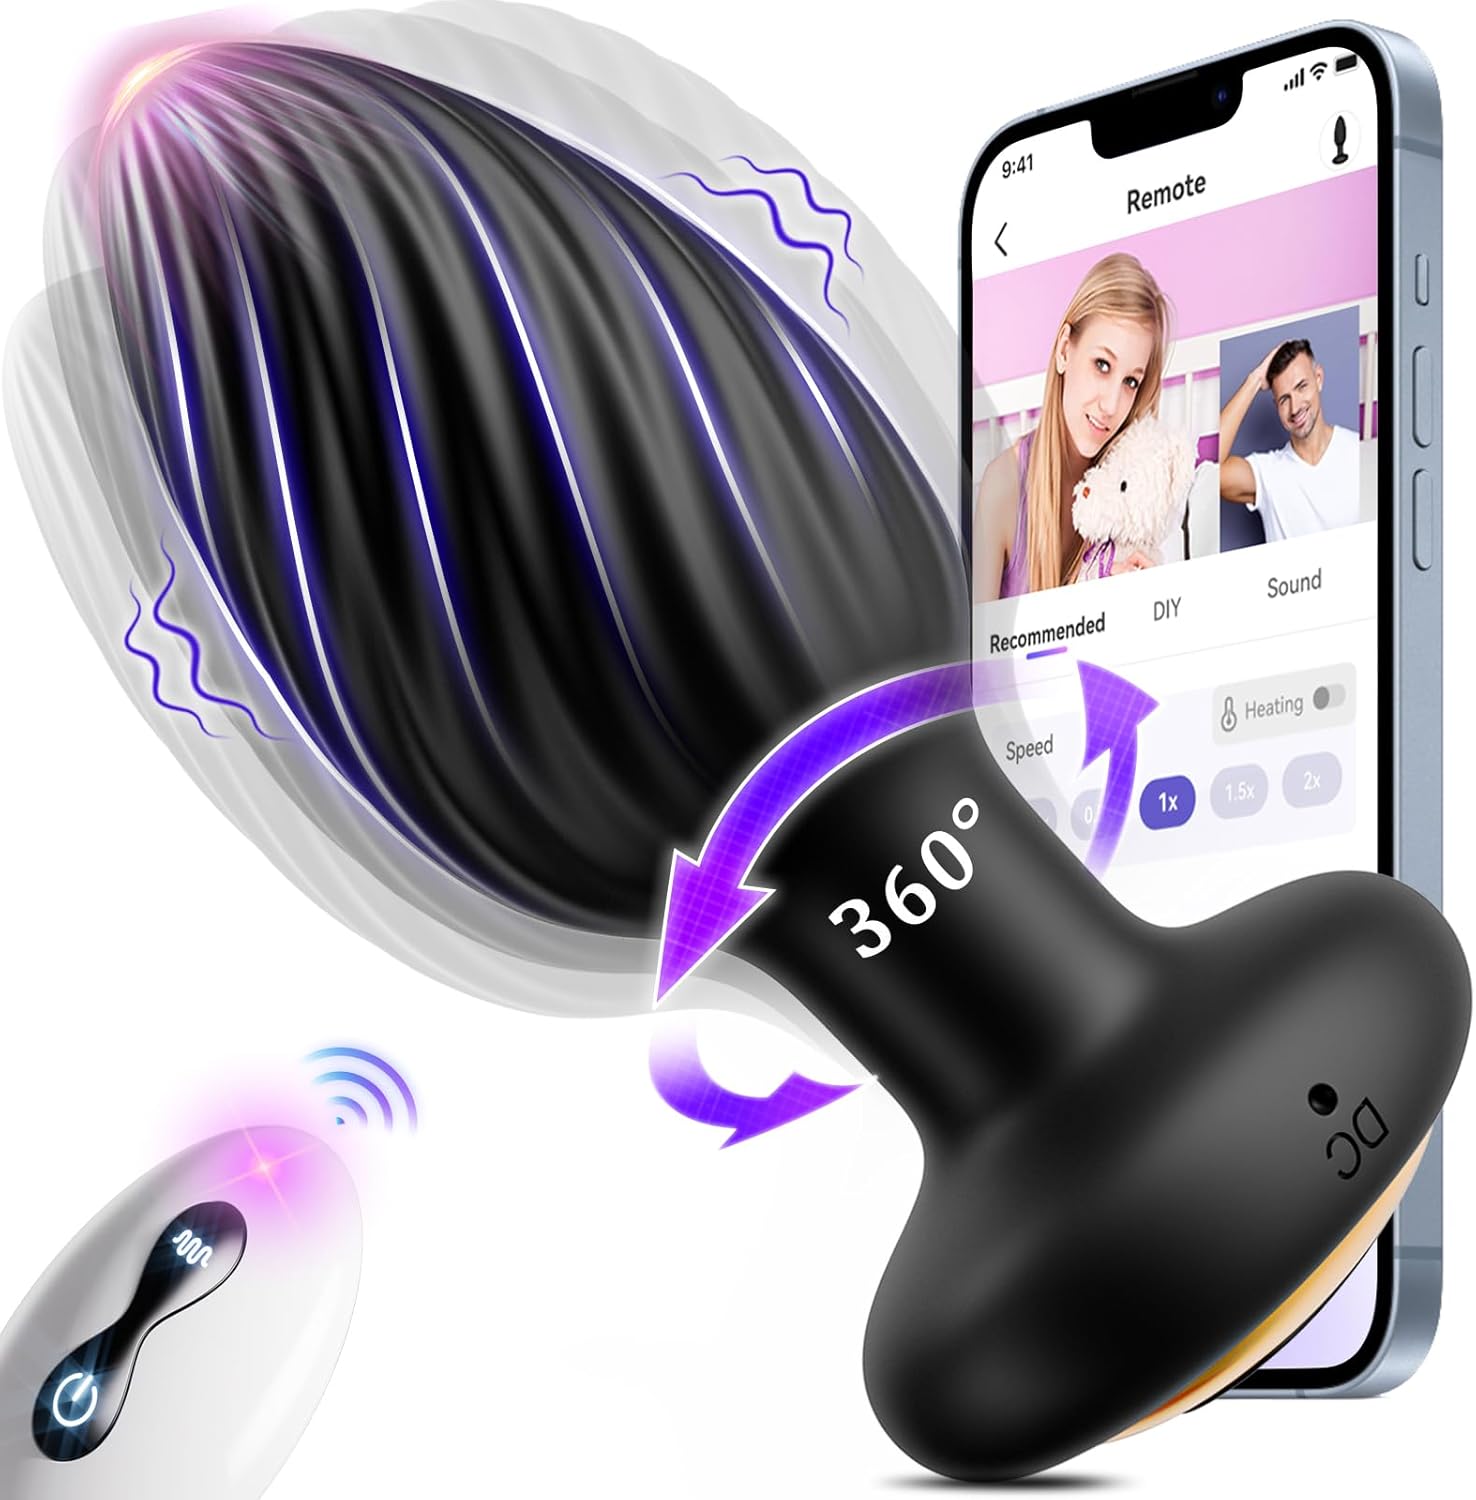 9:41
Remote
Recommended
DIY
Sound
Heating
Speed
1x
1.5x
2x
360°
DC